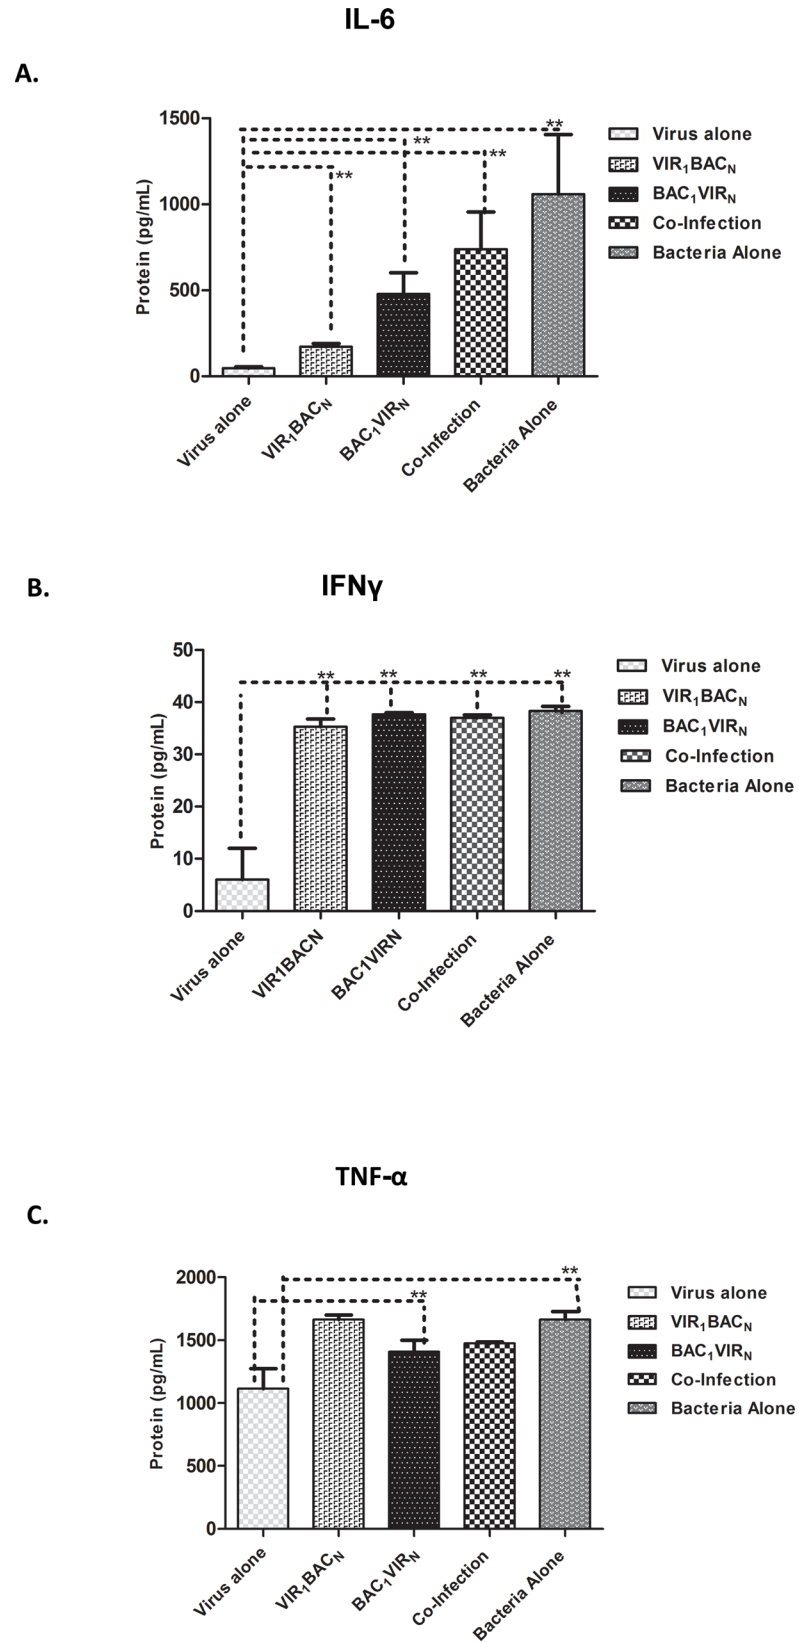 IL-6
A.
Protein (pg/mL)
1500
1000
500
0
**
**
**
**
Virus alone
VIR1BACN
BAC1VIRN
Co-Infection
Bacteria Alone
Virus alone
VIR1BACN
BAC1VIRN
Co-Infection
Bacteria Alone
B.
IFNγ
Protein (pg/mL)
50
40
30
20
10
0
** ** ** **
Virus alone
VIR1BACN
BAC1VIRN
Co-Infection
Bacteria Alone
Virus alone
VIR1BACN
BAC1VIRN
Co-Infection
Bacteria Alone
TNF-α
C.
Protein (pg/mL)
2000
1500
1000
500
0
**
**
Virus alone
VIR1BACN
BAC1VIRN
Co-Infection
Bacteria Alone
Virus alone
VIR1BACN
BAC1VIRN
Co-Infection
Bacteria Alone